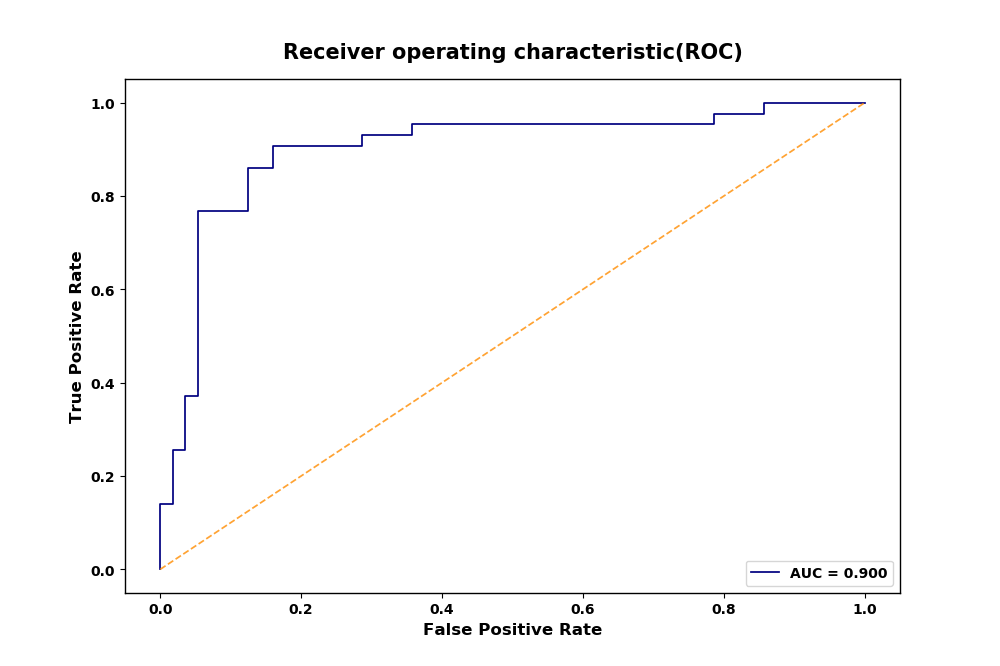 Receiver operating characteristic(ROC)
1.0
0.8
0.6
0.4
0.2
0.0
True Positive Rate
AUC = 0.900
0.0 0.2 0.4 0.6 0.8 1.0
False Positive Rate